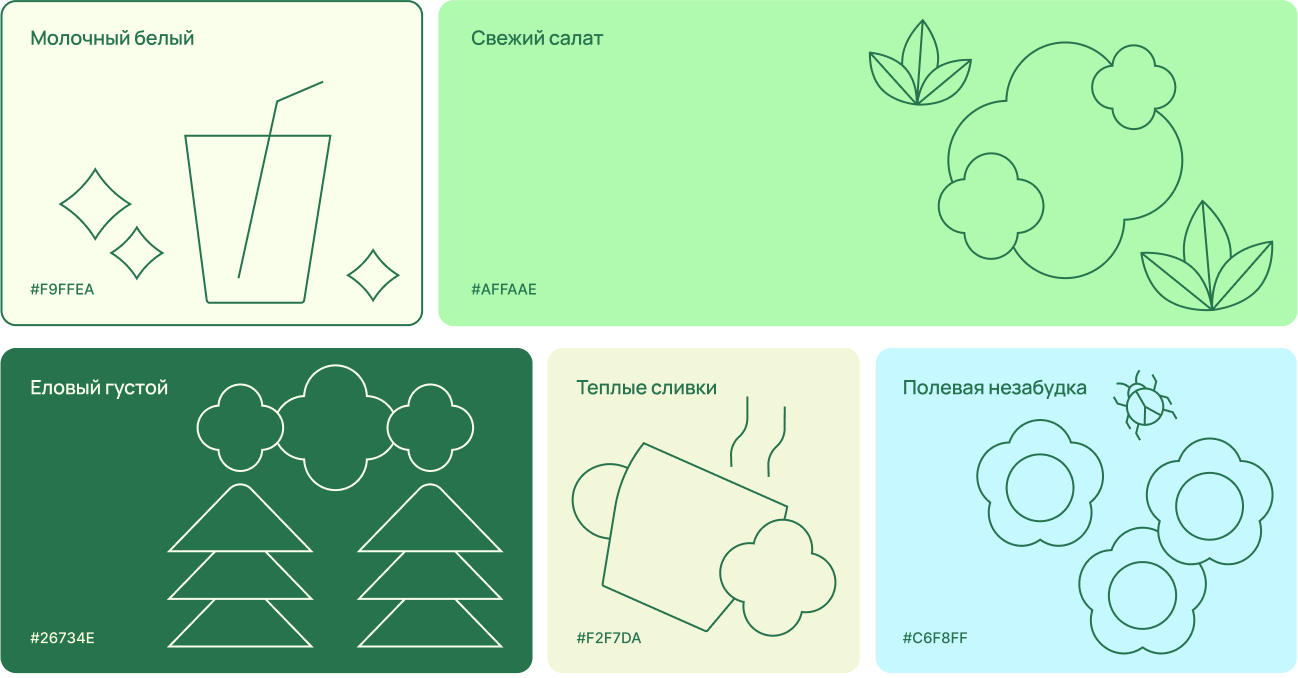 Молочный белый
#F9FFEA
Свежий салат
#AFFAAE
Еловый густой
#26734E
Теплые сливки
#F2F7DA
Полевая незабудка
#C6F8FF